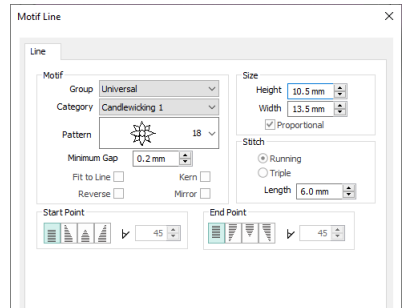 Motif Line
Line
Motif
Group Universal
Category Candlewicking 1
Pattern 18
Minimum Gap 0.2 mm
Fit to Line Kern
Reverse Mirror
Size
Height 10.5 mm
Width 13.5 mm
Proportional
Stitch
Running
Triple
Length 6.0 mm
Start Point
45
End Point
45